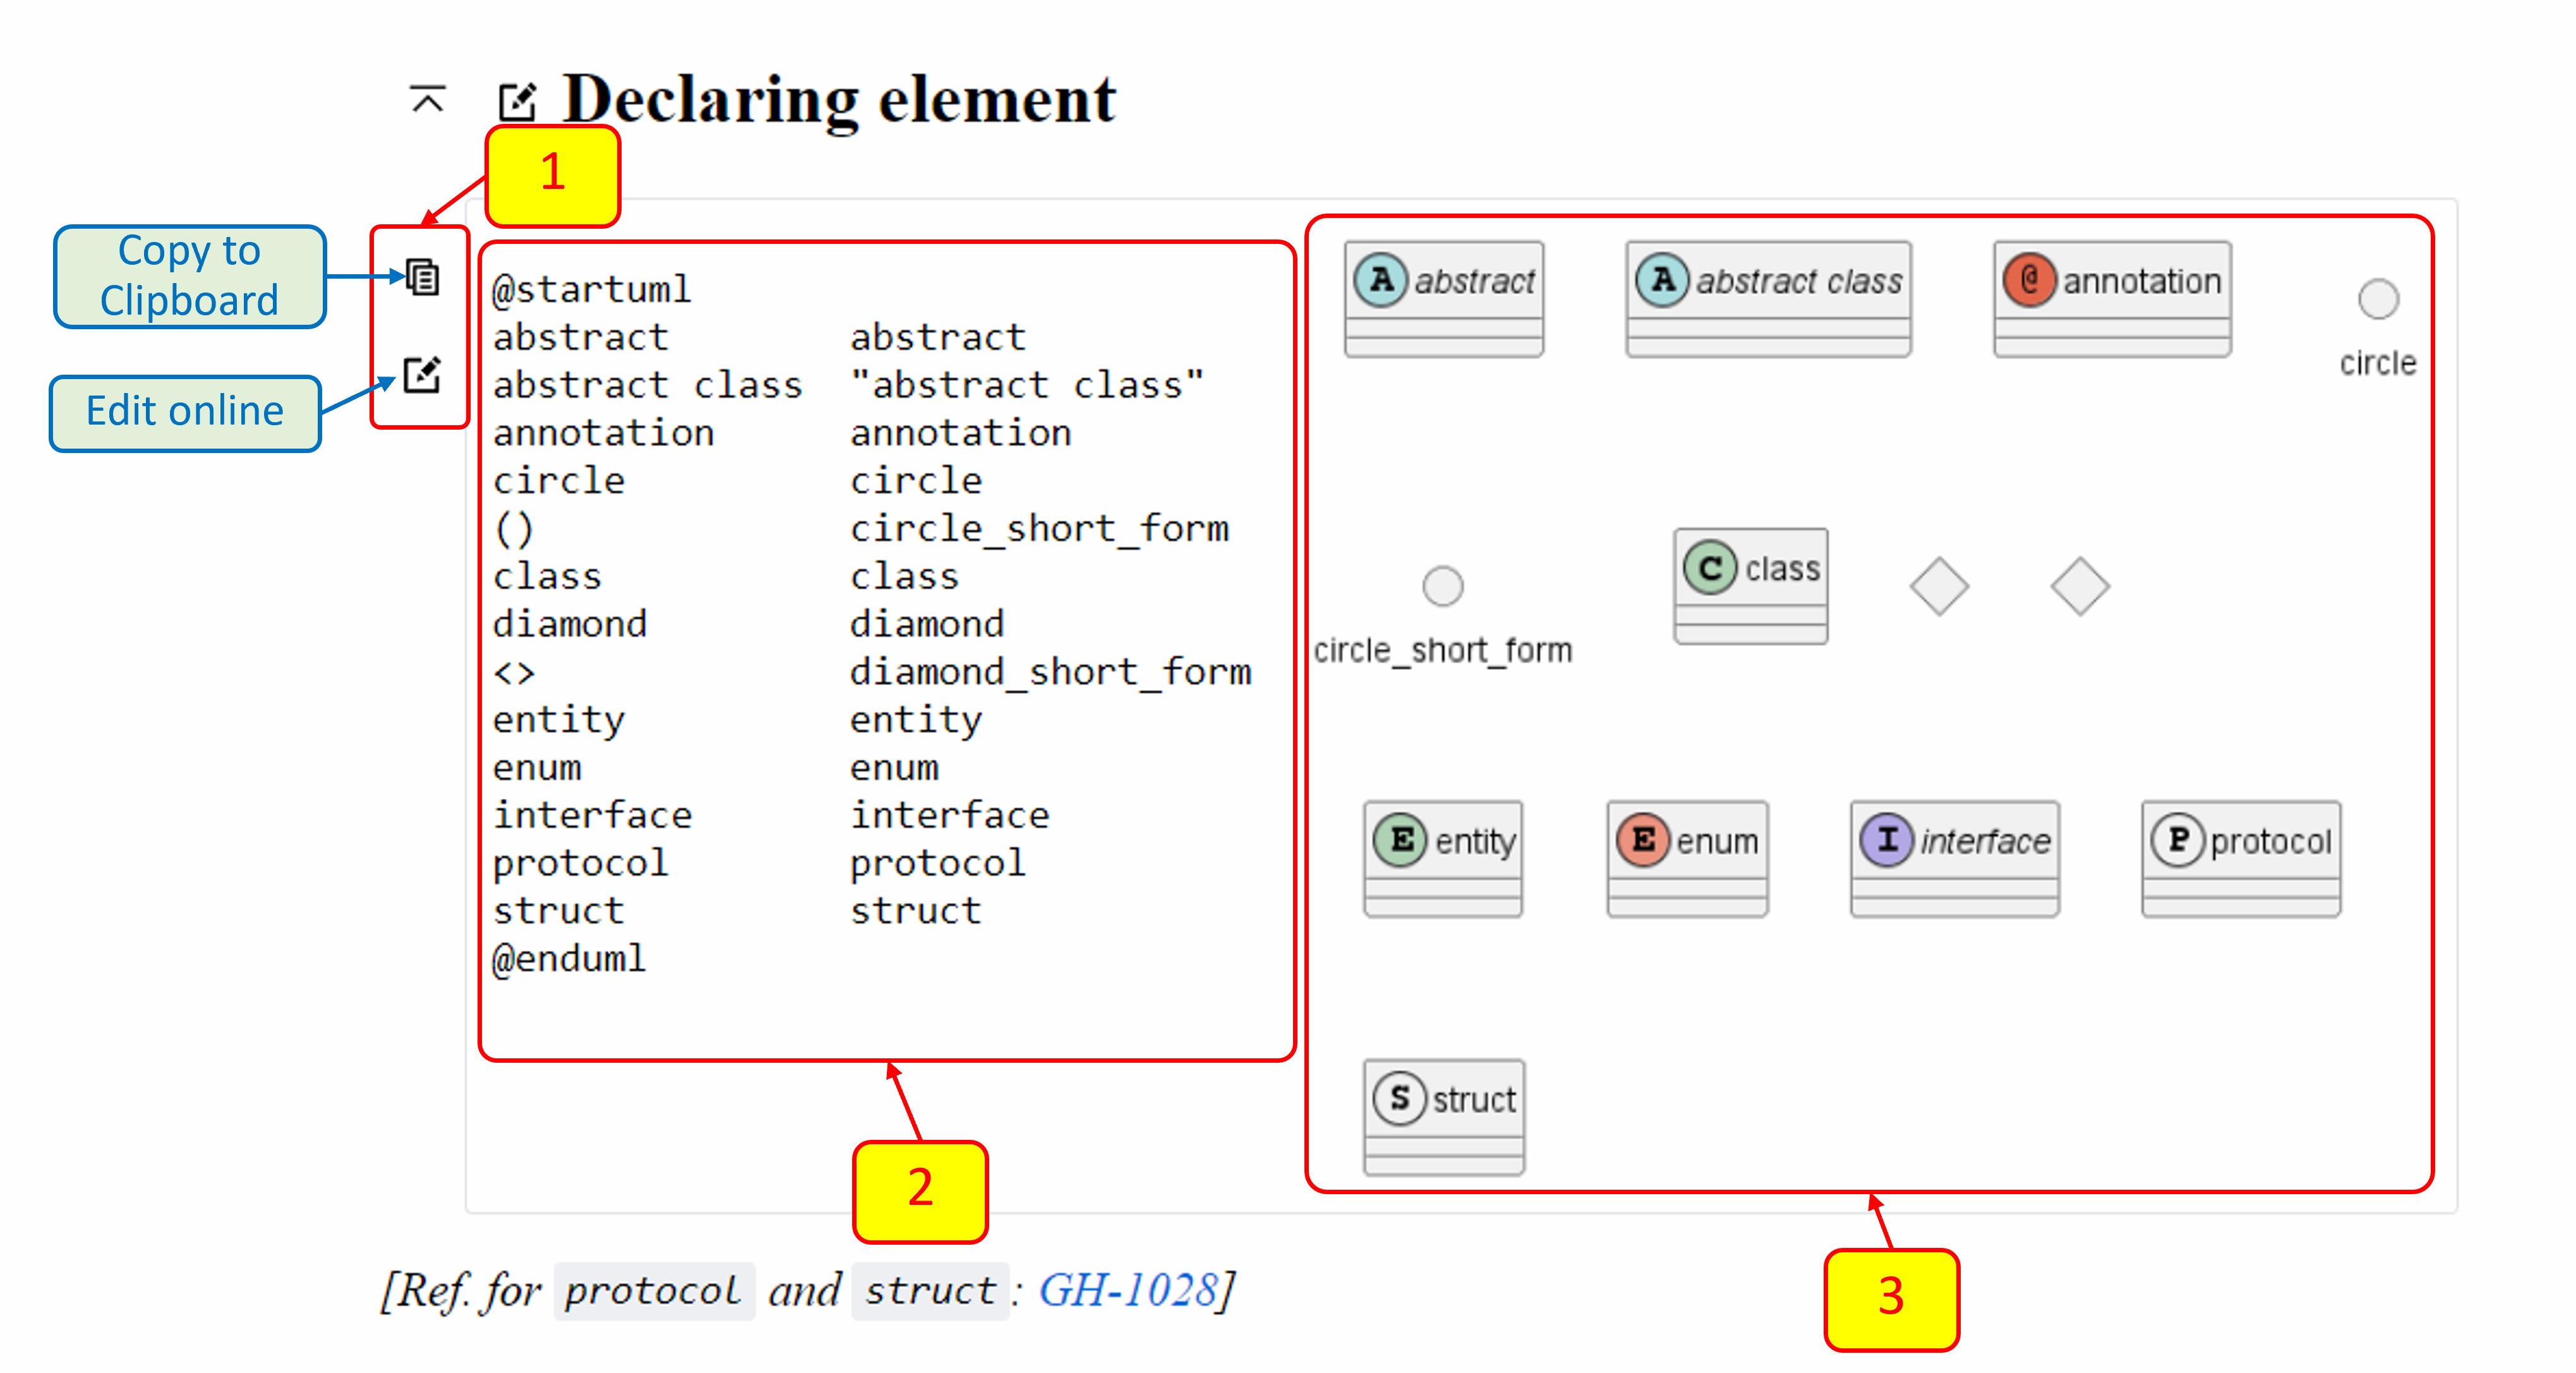 Declaring element
1
Copy to
Clipboard
Edit online
@startuml
abstract abstract
abstract class "abstract class"
annotation annotation
circle circle
() circle_short_form
class class
diamond diamond
<> diamond_short_form
entity entity
enum enum
interface interface
protocol protocol
struct struct
@enduml
2
A abstract
A abstract class
@ annotation
circle
circle_short_form
C class
E entity
E enum
I interface
P protocol
S struct
3
[Ref. for protocol and struct: GH-1028]